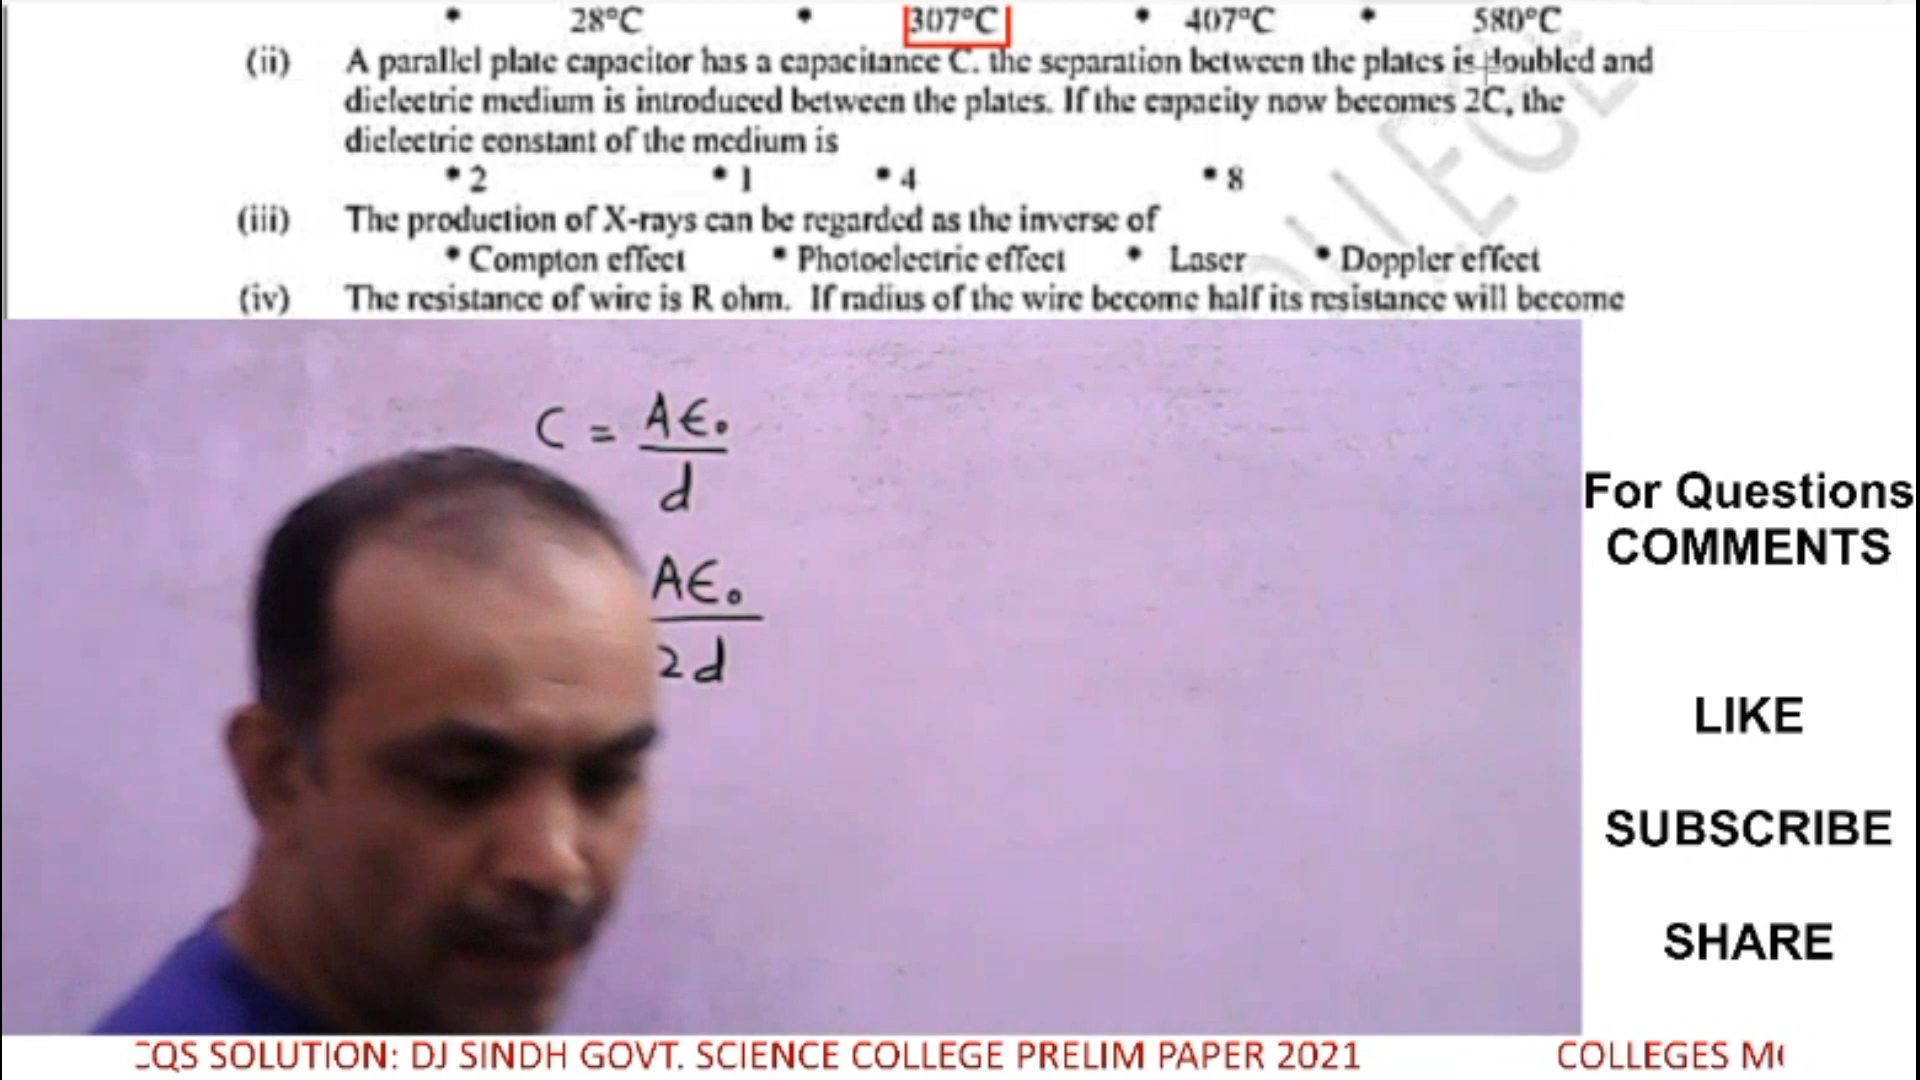 • 28°C • 307°C • 407°C • 580°C
(ii) A parallel plate capacitor has a capacitance C. the separation between the plates is doubled and
dielectric medium is introduced between the plates. If the capacity now becomes 2C, the
dielectric constant of the medium is
• 2 • 1 • 4 • 8
(iii) The production of X-rays can be regarded as the inverse of
• Compton effect • Photoelectric effect • Laser • Doppler effect
(iv) The resistance of wire is R ohm. If radius of the wire become half its resistance will become
C = A∈₀
d
A∈₀
2d
For Questions
COMMENTS
LIKE
SUBSCRIBE
SHARE
CQS SOLUTION: DJ SINDH GOVT. SCIENCE COLLEGE PRELIM PAPER 2021 COLLEGES